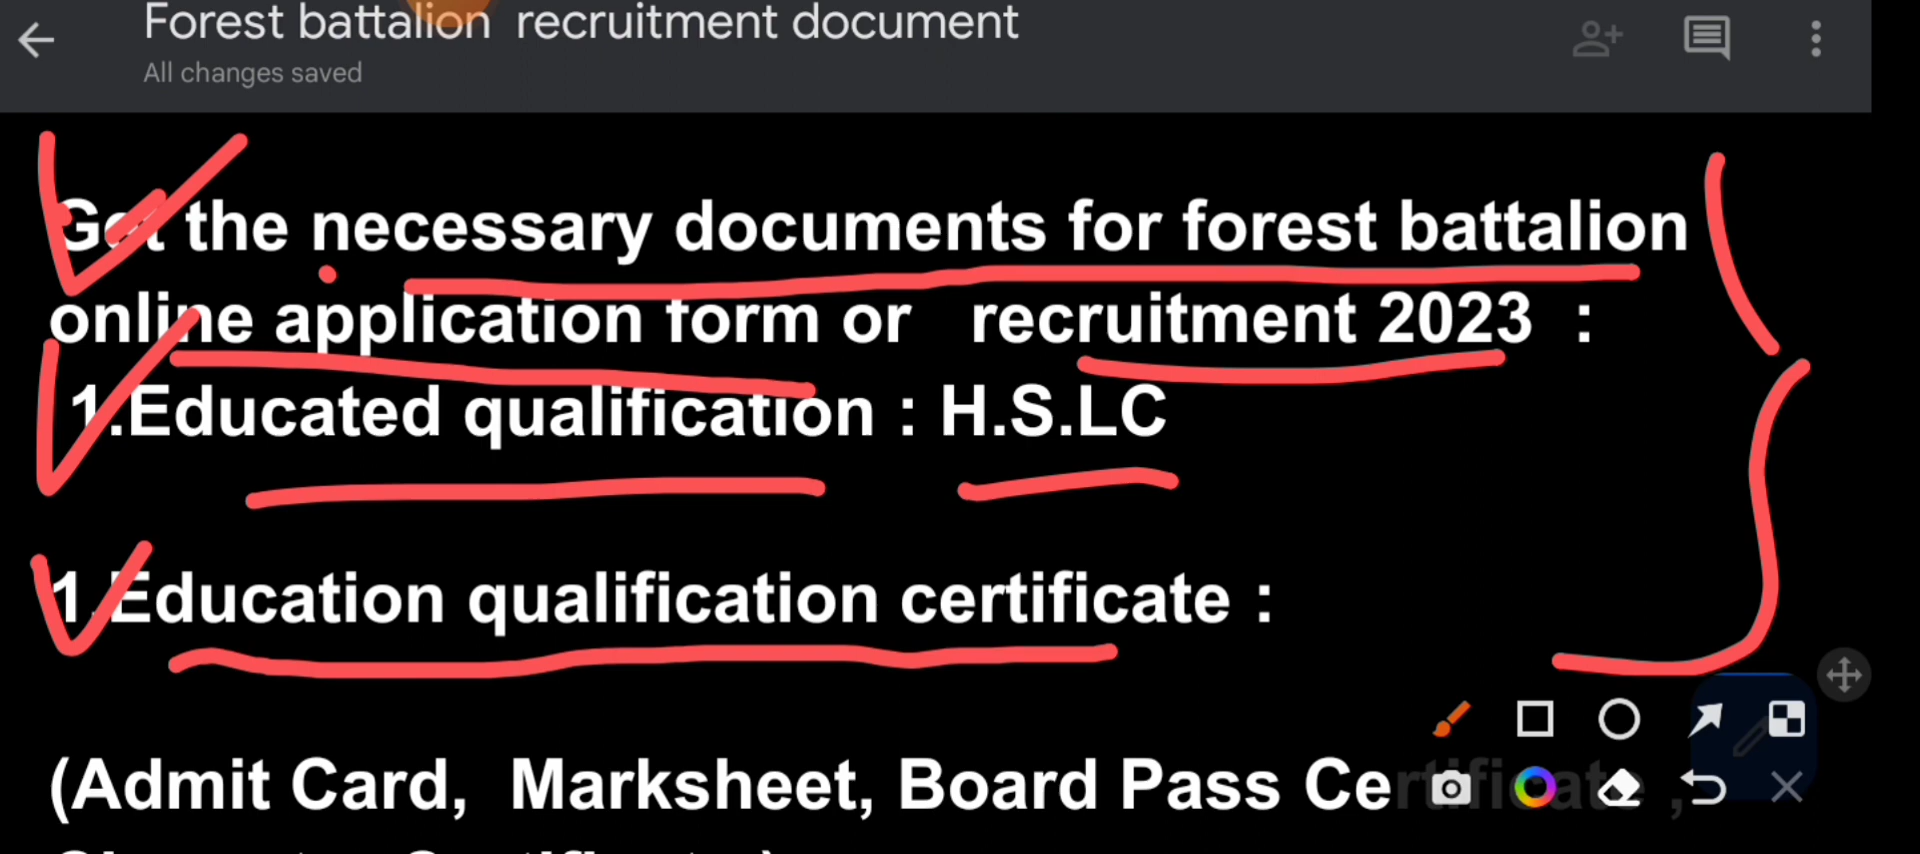 Forest battalion recruitment document
All changes saved
Get the necessary documents for forest battalion
online application form or recruitment 2023 :
1.Educated qualification : H.S.LC
1.Education qualification certificate :
(Admit Card, Marksheet, Board Pass Certificate ,